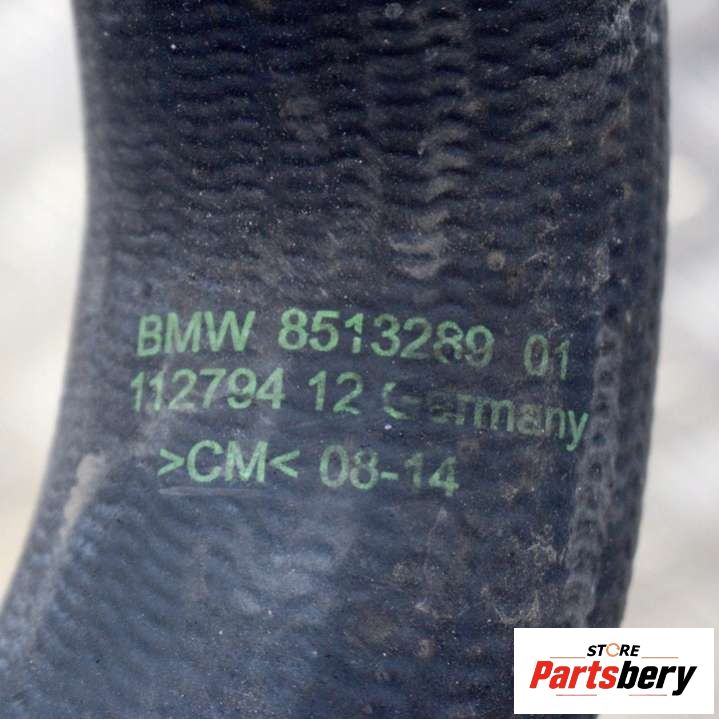 BMW 8513289 01
112794 12 Germany
>CM< 08-14
STORE
Partsbery